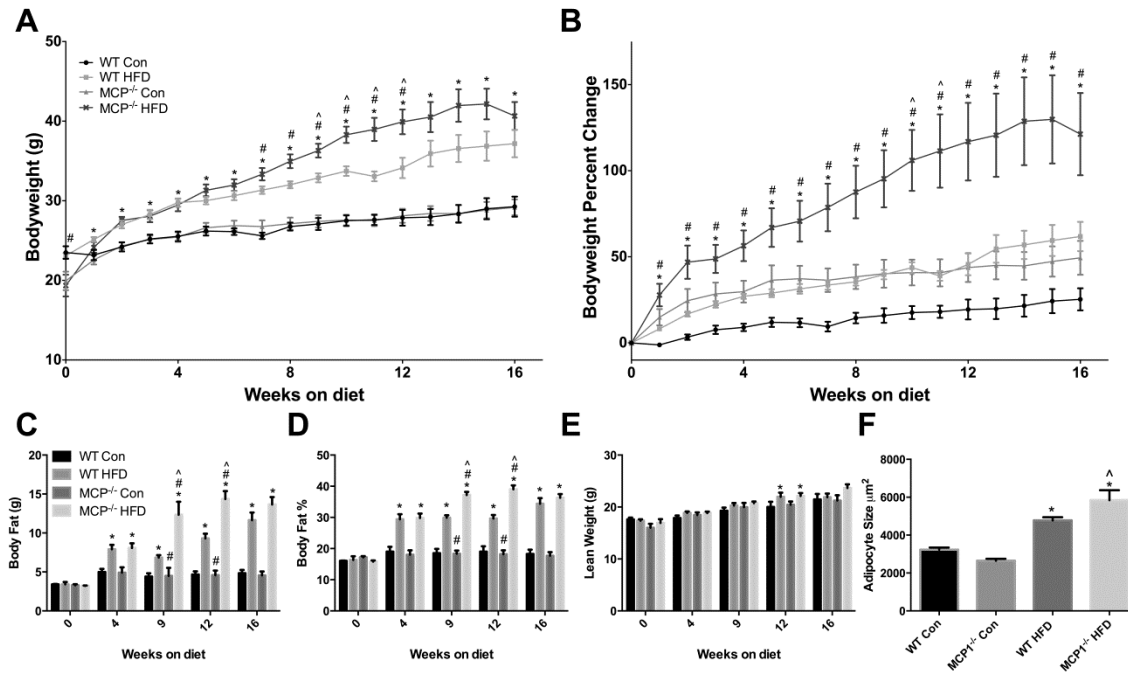 A
Bodyweight (g)
50
40
30
20
10
WT Con
WT HFD
MCP-/- Con
MCP-/- HFD
#
*
*
*
*
*
*
#
*
#
*
^
#
*
^
#
*
^
#
*
^
#
*
*
*
*
*
0 4 8 12 16
Weeks on diet
B
Bodyweight Percent Change
150
100
50
0
#
*
#
*
#
*
#
*
#
*
#
*
#
*
#
*
#
*
^
#
*
^
#
*
#
*
#
*
#
*
#
*
#
*
0 4 8 12 16
Weeks on diet
C
Body Fat (g)
20
15
10
5
0
WT Con
WT HFD
MCP-/- Con
MCP-/- HFD
* * * # ^ # * * # ^ # * * *
0 4 9 12 16
Weeks on diet
D
Body Fat %
50
40
30
20
10
* * * # ^ # * * # ^ # * * *
0 4 9 12 16
Weeks on diet
E
Lean Weight (g)
40
30
20
10
0
* *
0 4 9 12 16
Weeks on diet
F
Adipocyte Size μm2
8000
6000
4000
2000
0
*
^
*
WT Con
MCP1-/- Con
WT HFD
MCP1-/- HFD